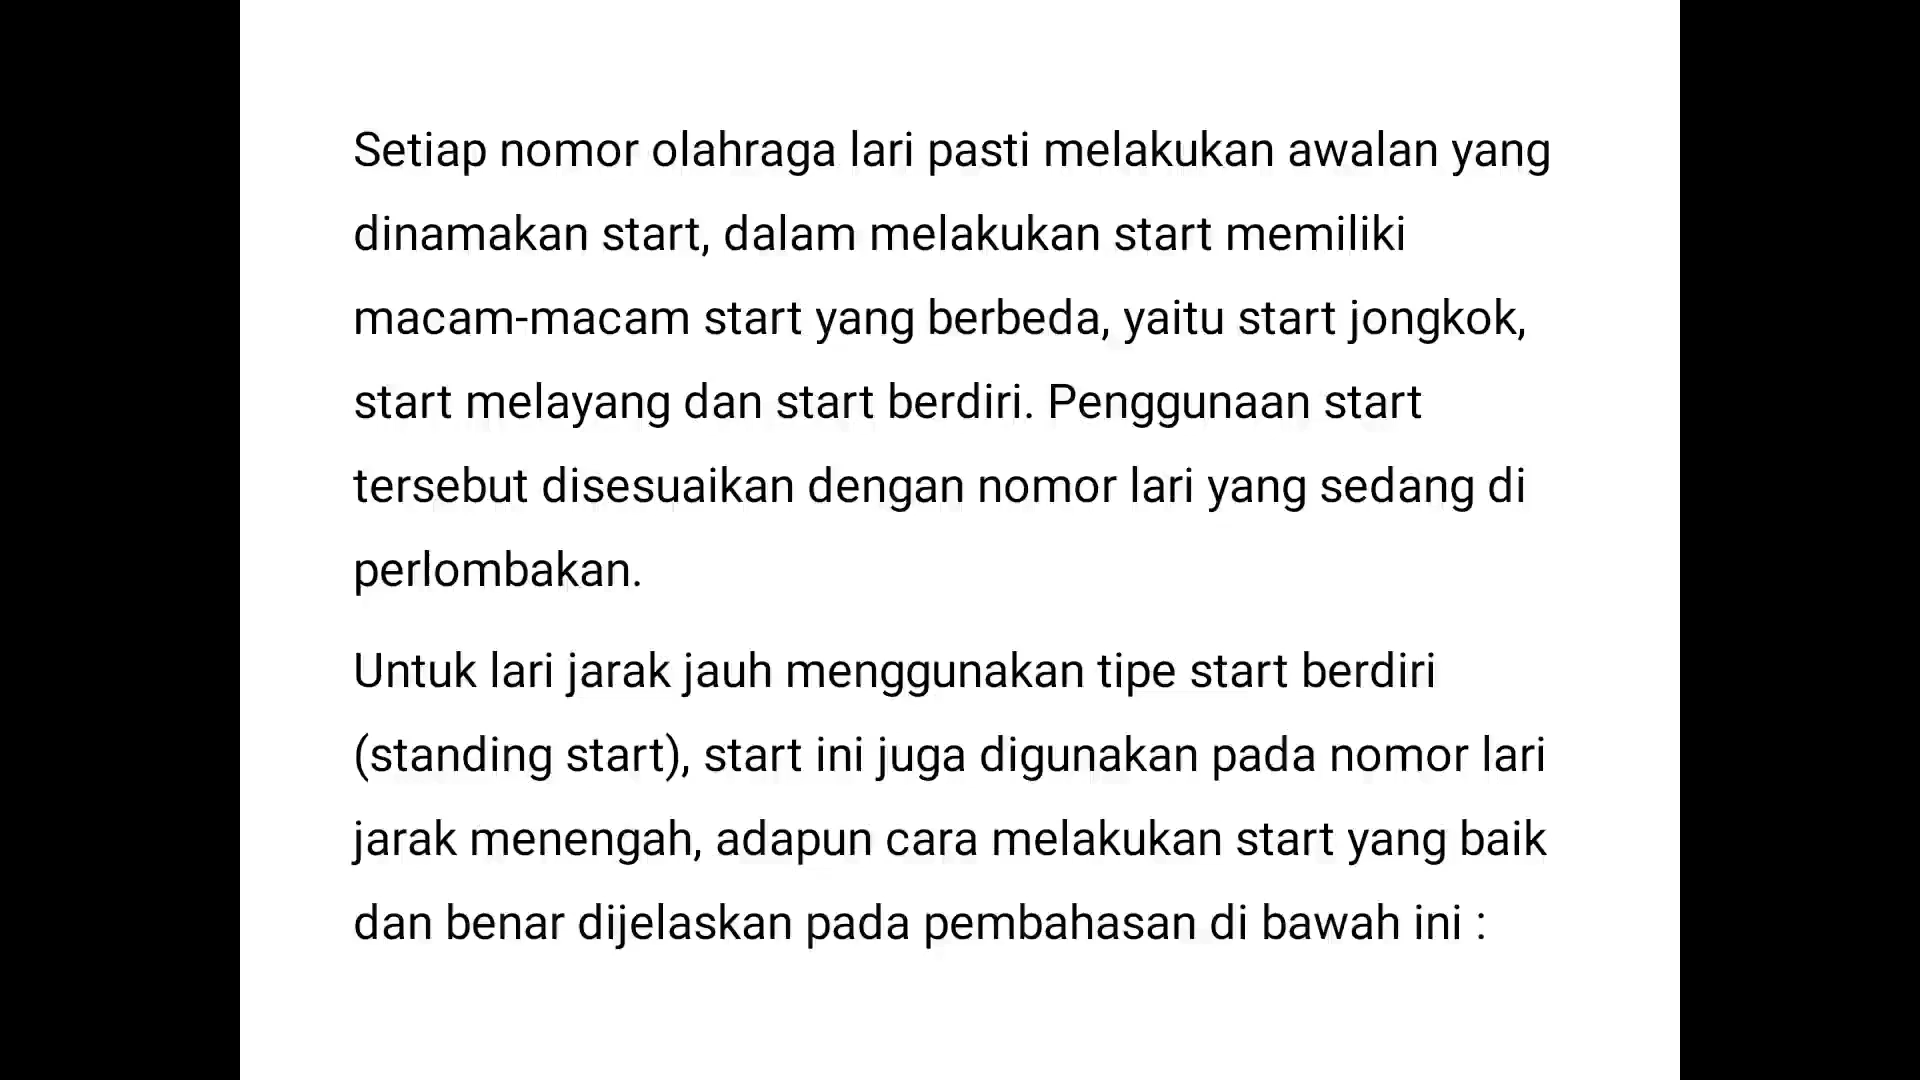 Setiap nomor olahraga lari pasti melakukan awalan yang
dinamakan start, dalam melakukan start memiliki
macam-macam start yang berbeda, yaitu start jongkok,
start melayang dan start berdiri. Penggunaan start
tersebut disesuaikan dengan nomor lari yang sedang di
perlombakan.
Untuk lari jarak jauh menggunakan tipe start berdiri
(standing start), start ini juga digunakan pada nomor lari
jarak menengah, adapun cara melakukan start yang baik
dan benar dijelaskan pada pembahasan di bawah ini :